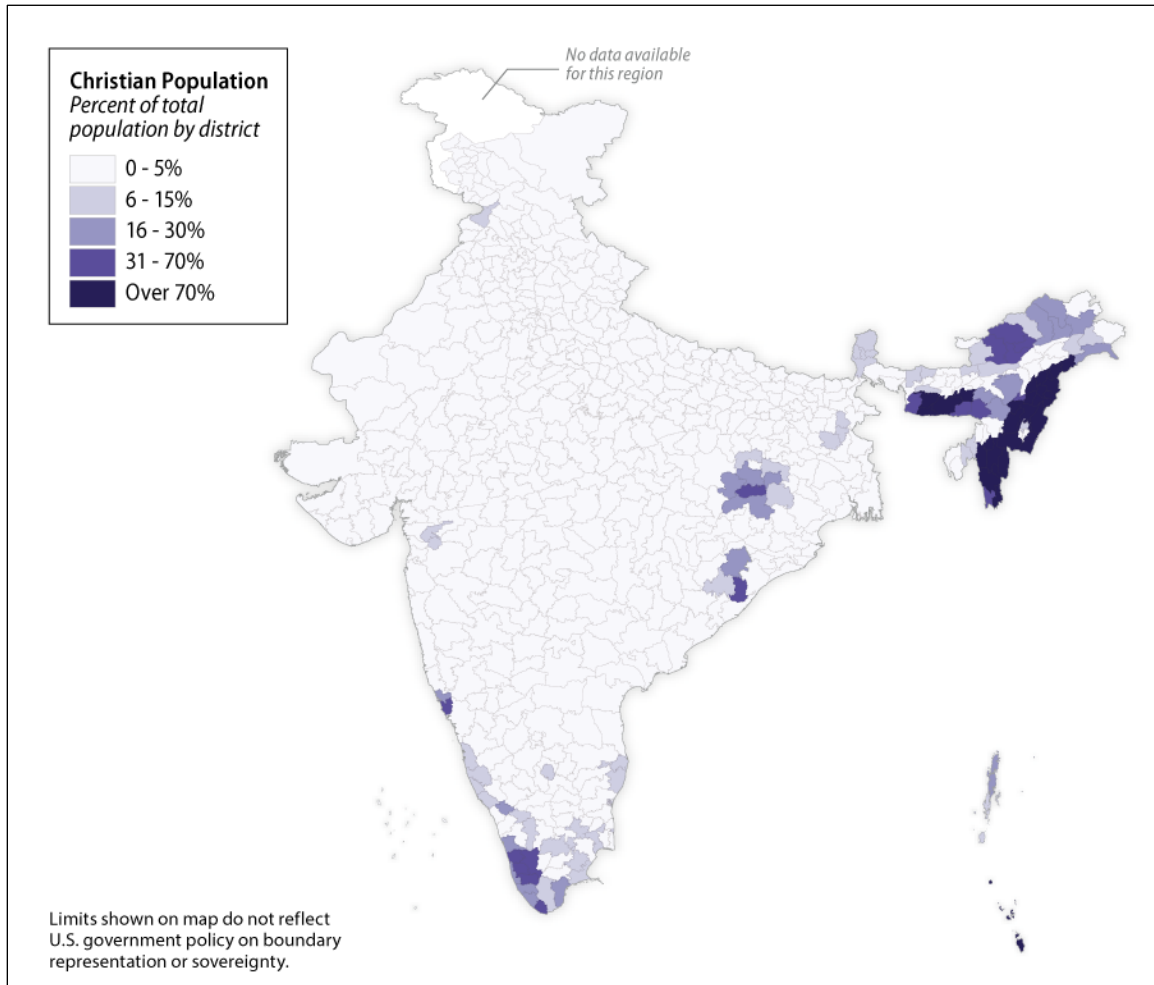 No data available
for this region
Christian Population
Percent of total
population by district
0 - 5%
6 - 15%
16 - 30%
31 - 70%
Over 70%
Limits shown on map do not reflect
U.S. government policy on boundary
representation or sovereignty.